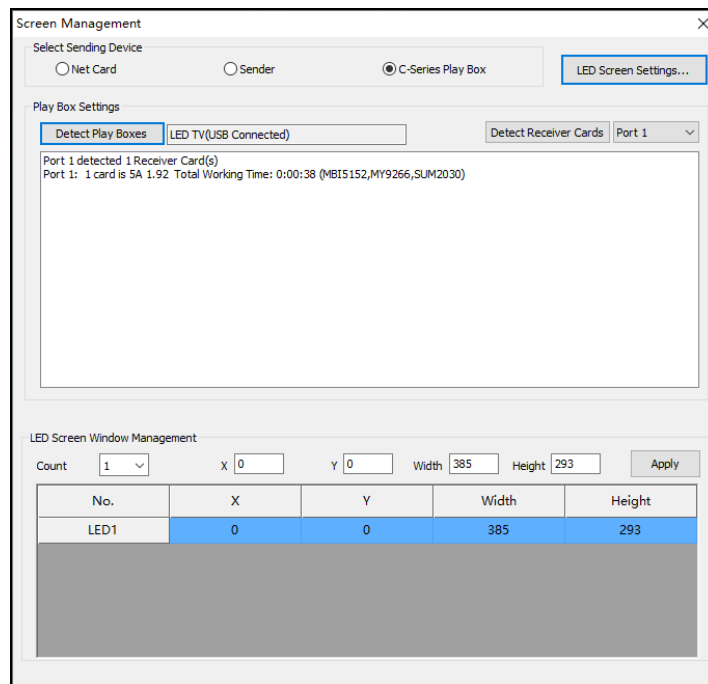 Screen Management
Select Sending Device
Net Card Sender C-Series Play Box LED Screen Settings...
Play Box Settings
Detect Play Boxes LED TV(USB Connected) Detect Receiver Cards Port 1
Port 1 detected 1 Receiver Card(s)
Port 1: 1 card is 5A 1.92 Total Working Time: 0:00:38 (MBI5152,MY9266,SUM2030)
LED Screen Window Management
Count 1 X 0 Y 0 Width 385 Height 293 Apply
No. X Y Width Height
LED1 0 0 385 293